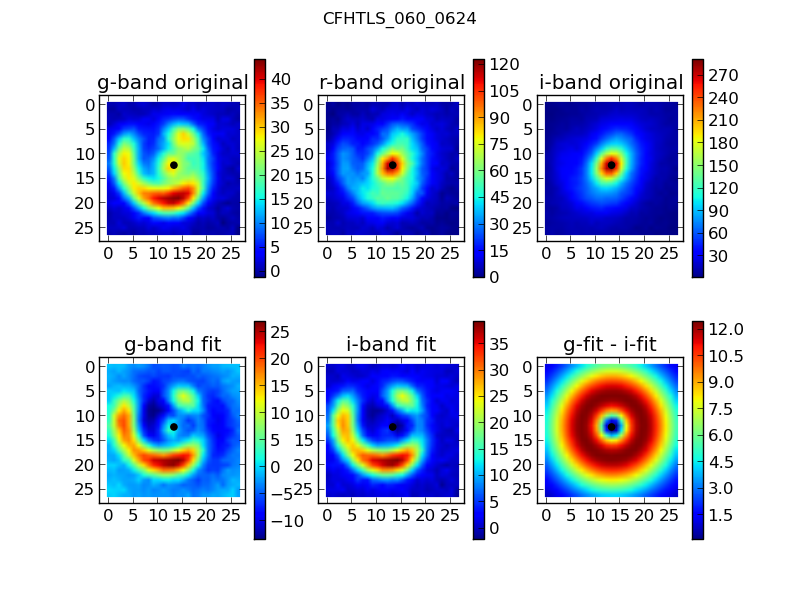 CFHTLS_060_0624
g-band original
r-band original
i-band original
0 5 10 15 20 25
0 5 10 15 20 25
0 5 10 15 20 25 30 35 40
0 5 10 15 20 25
0 5 10 15 20 25
0 15 30 45 60 75 90 105 120
0 5 10 15 20 25
0 5 10 15 20 25
30 60 90 120 150 180 210 240 270
g-band fit
i-band fit
g-fit - i-fit
0 5 10 15 20 25
0 5 10 15 20 25
−10 −5 0 5 10 15 20 25
0 5 10 15 20 25
0 5 10 15 20 25
0 5 10 15 20 25 30 35
0 5 10 15 20 25
0 5 10 15 20 25
1.5 3.0 4.5 6.0 7.5 9.0 10.5 12.0